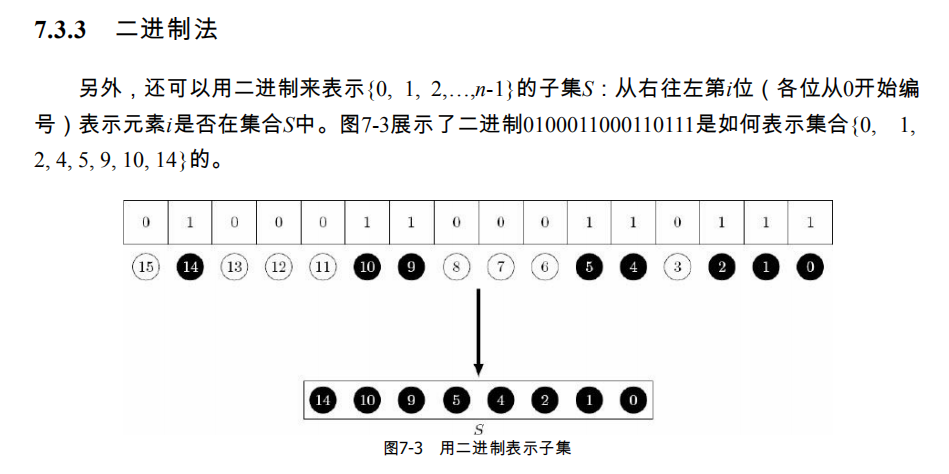 7.3.3 二进制法
另外，还可以用二进制来表示{0, 1, 2,…,n-1}的子集S：从右往左第i位（各位从0开始编
号）表示元素i是否在集合S中。图7-3展示了二进制0100011000110111是如何表示集合{0, 1,
2, 4, 5, 9, 10, 14}的。
0 1 0 0 0 1 1 0 0 0 1 1 0 1 1 1
15 14 13 12 11 10 9 8 7 6 5 4 3 2 1 0
14 10 9 5 4 2 1 0
S
图7-3 用二进制表示子集